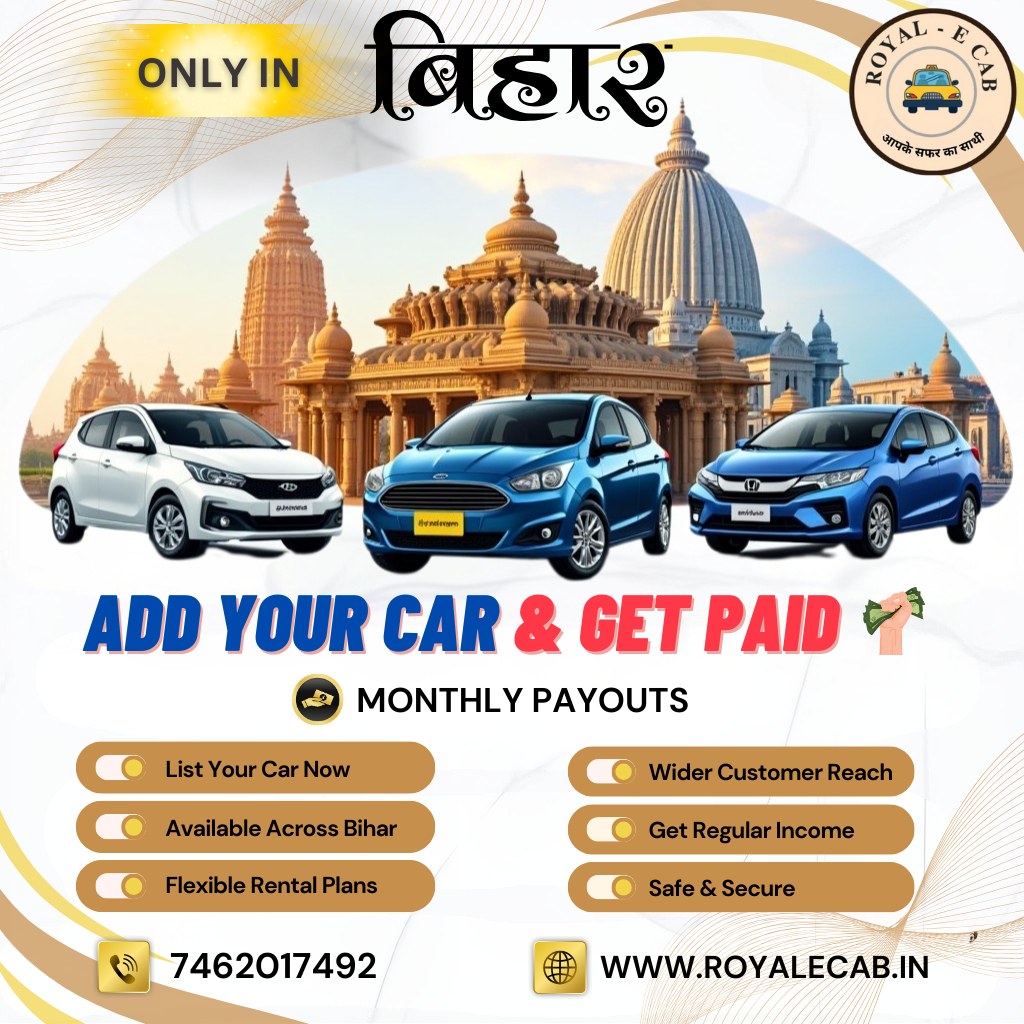 ONLY IN बिहार
ROYAL - E CAB
आपके सफर का साथी
ADD YOUR CAR & GET PAID
MONTHLY PAYOUTS
List Your Car Now
Wider Customer Reach
Available Across Bihar
Get Regular Income
Flexible Rental Plans
Safe & Secure
7462017492
WWW.ROYALECAB.IN